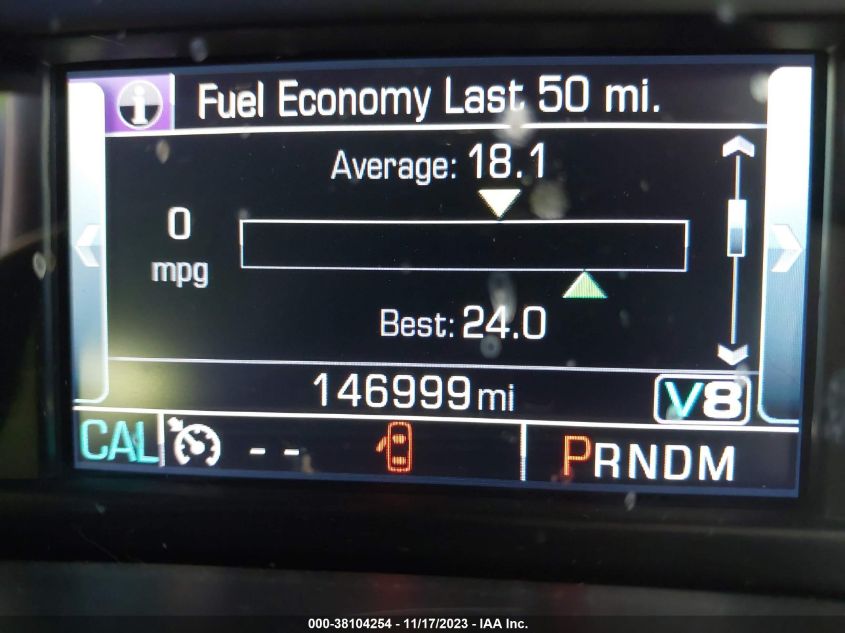 i Fuel Economy Last 50 mi.
Average: 18.1
0
mpg
Best: 24.0
146999 mi V8
CAL -- PRNDM
000-38104254 - 11/17/2023 - IAA Inc.